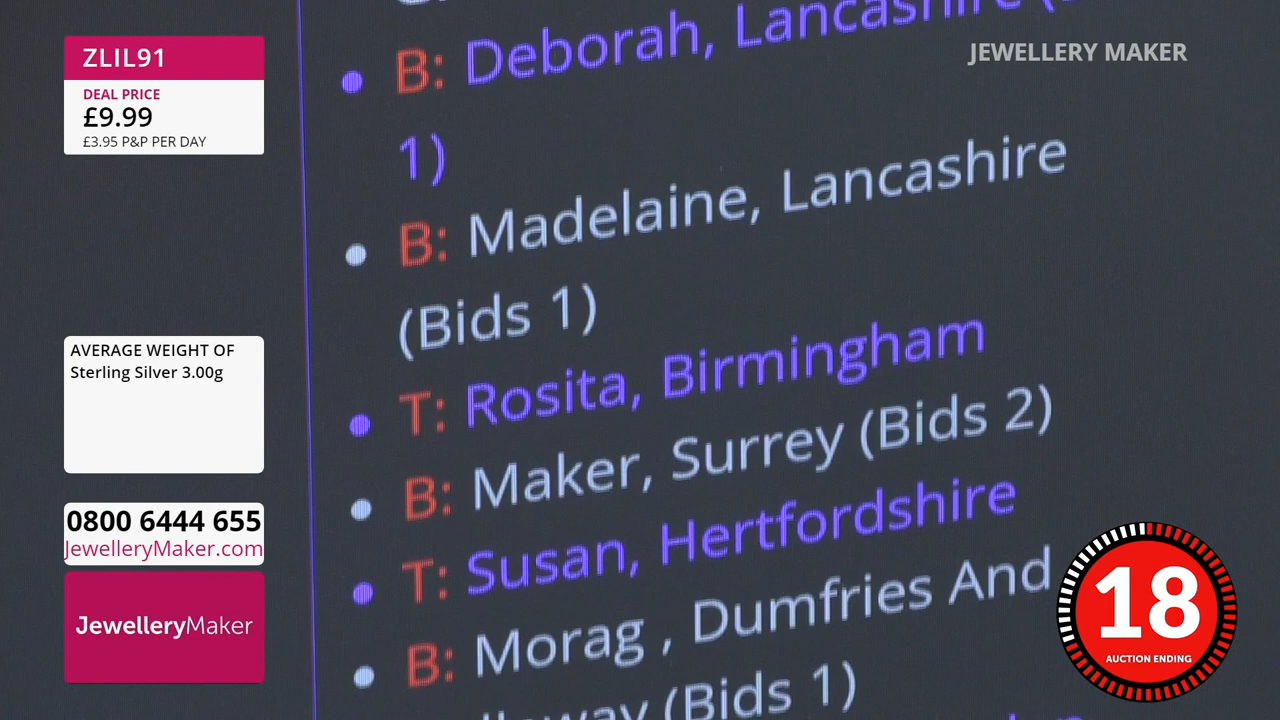 ZLIL91
DEAL PRICE
£9.99
£3.95 P&P PER DAY
AVERAGE WEIGHT OF
Sterling Silver 3.00g
0800 6444 655
JewelleryMaker.com
JewelleryMaker
JEWELLERY MAKER
B: Deborah, Lancashire
1)
B: Madelaine, Lancashire
(Bids 1)
T: Rosita, Birmingham
B: Maker, Surrey (Bids 2)
T: Susan, Hertfordshire
B: Morag , Dumfries And
(Bids 1)
18
AUCTION ENDING